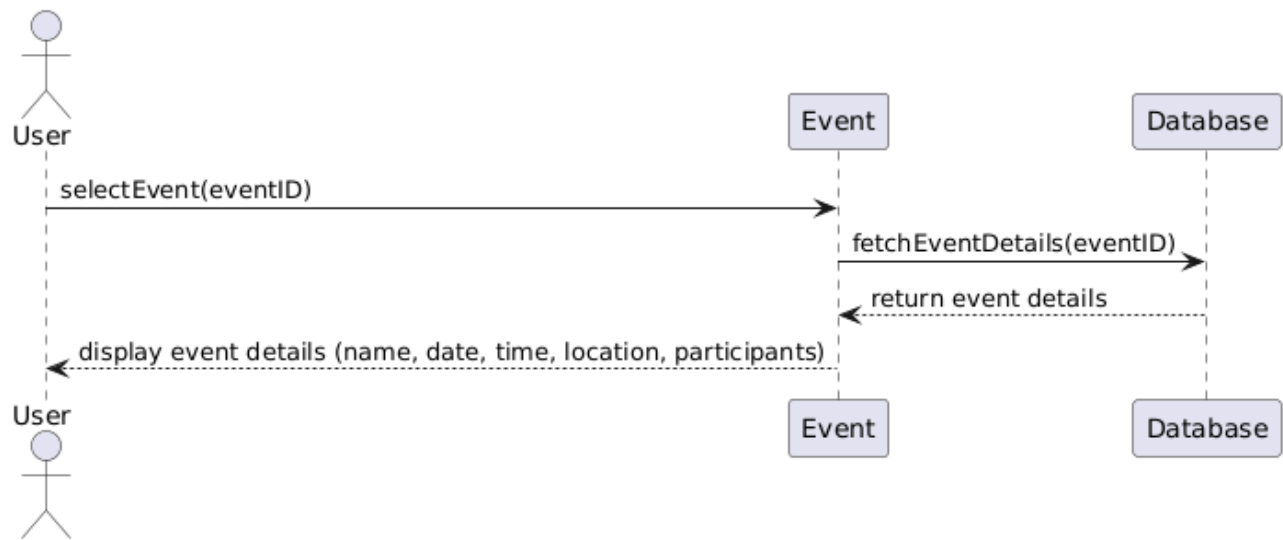 User
Event
Database
selectEvent(eventID)
fetchEventDetails(eventID)
return event details
display event details (name, date, time, location, participants)
User
Event
Database